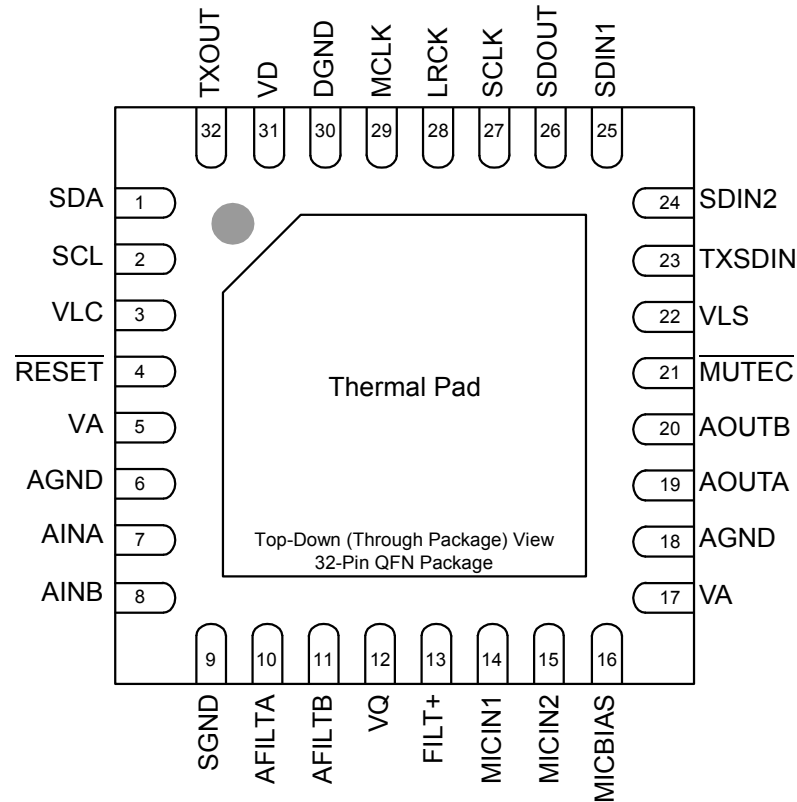 TXOUT
VD
DGND
MCLK
LRCK
SCLK
SDOUT
SDIN1
32
31
30
29
28
27
26
25
SDA 1
SCL 2
VLC 3
RESET 4
VA 5
AGND 6
AINA 7
AINB 8
24 SDIN2
23 TXSDIN
22 VLS
21 MUTEC
20 AOUTB
19 AOUTA
18 AGND
17 VA
Thermal Pad
Top-Down (Through Package) View
32-Pin QFN Package
9
10
11
12
13
14
15
16
SGND
AFILTA
AFILTB
VQ
FILT+
MICIN1
MICIN2
MICBIAS